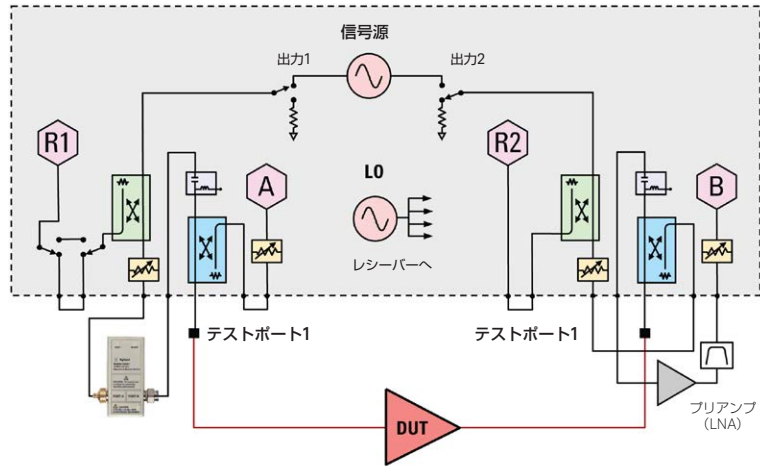 信号源
出力1
出力2
R1
R2
A
LO
B
レシーバーへ
テストポート1
テストポート1
Agilent
プリアンプ
(LNA)
DUT